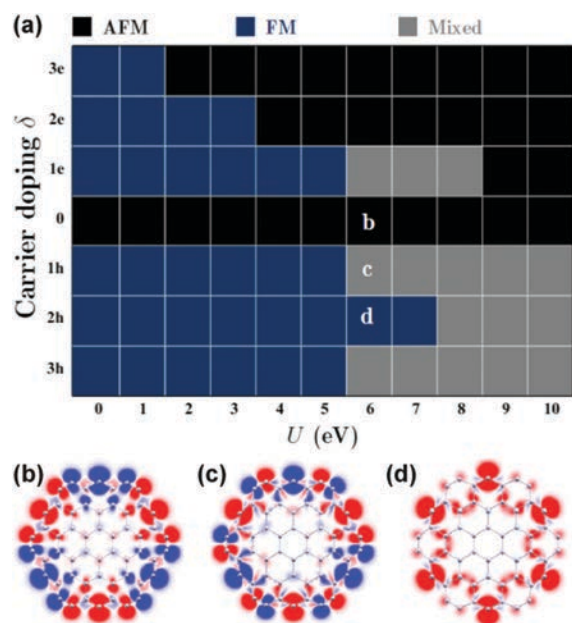 (a) AFM FM Mixed
Carrier doping δ
3e
2e
1e
0 b
1h c
2h d
3h
0 1 2 3 4 5 6 7 8 9 10
U (eV)
(b) (c) (d)